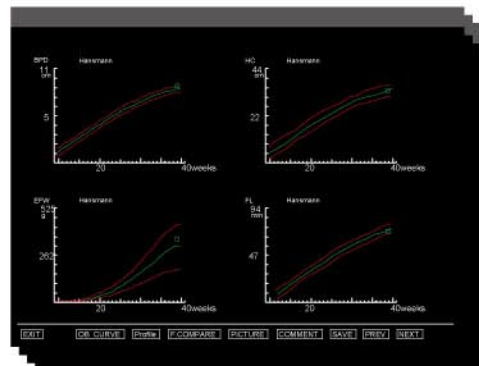 BPD Hansmann
11
cm
5
20 40weeks
HC Hansmann
44
cm
22
20 40weeks
EFW Hansmann
525
262
20 40weeks
FL Hansmann
94
mm
47
20 40weeks
EXIT OB. CURVE Profile F.COMPARE PICTURE COMMENT SAVE PREV. NEXT